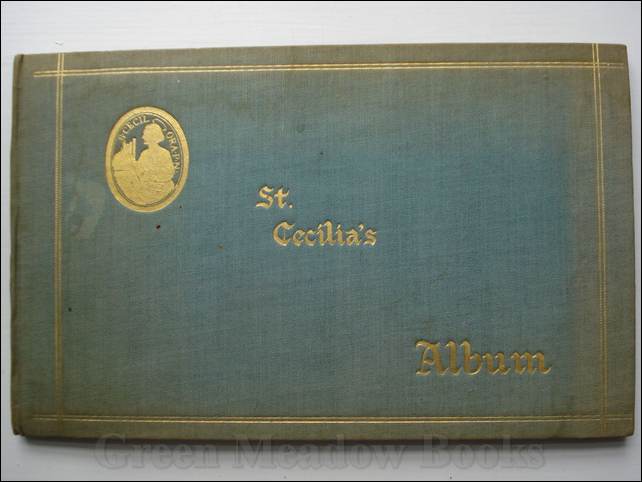 St.
Cecilia's
Album
Green Meadow Books